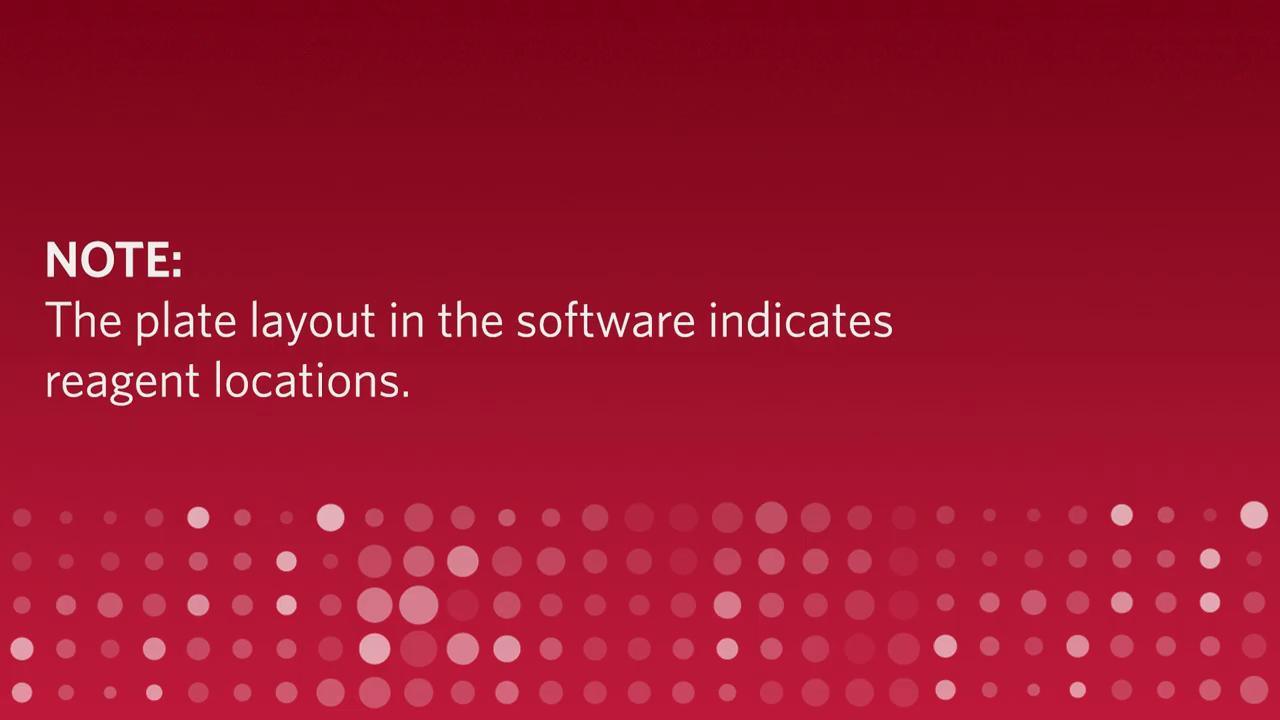 NOTE:
The plate layout in the software indicates
reagent locations.